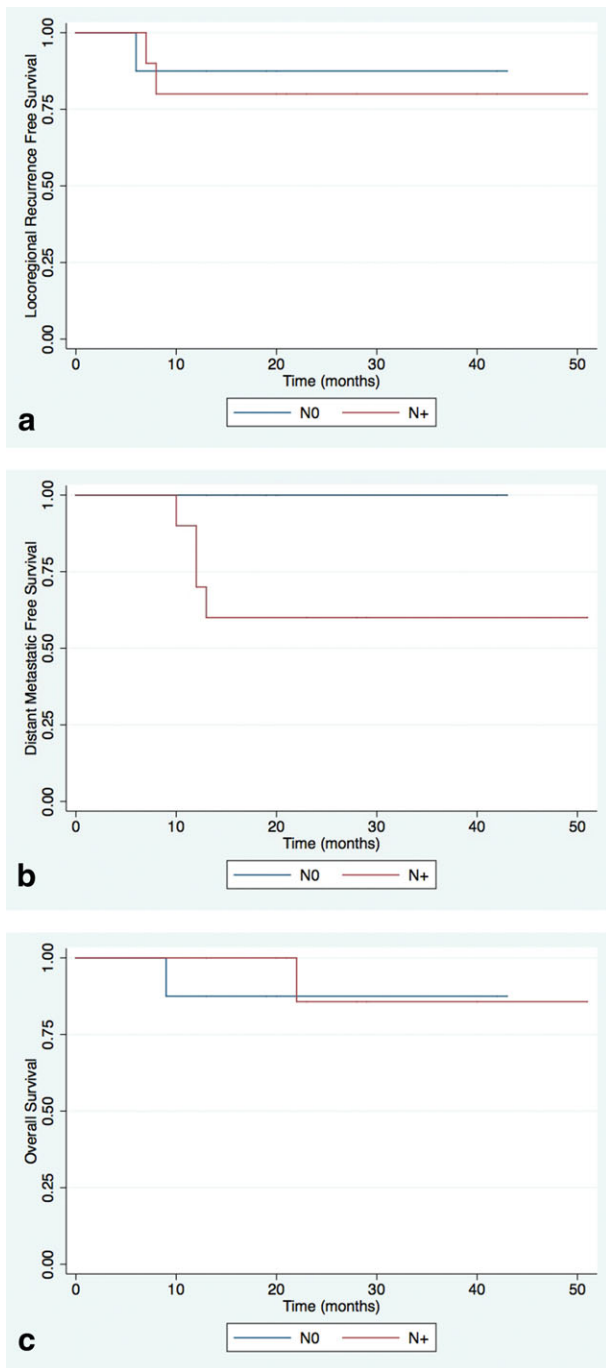 1.00
0.75
0.50
0.25
0.00
Locoregional Recurrence Free Survival
0 10 20 30 40 50
Time (months)
N0 N+
a
1.00
0.75
0.50
0.25
0.00
Distant Metastatic Free Survival
0 10 20 30 40 50
Time (months)
N0 N+
b
1.00
0.75
0.50
0.25
0.00
Overall Survival
0 10 20 30 40 50
Time (months)
N0 N+
c